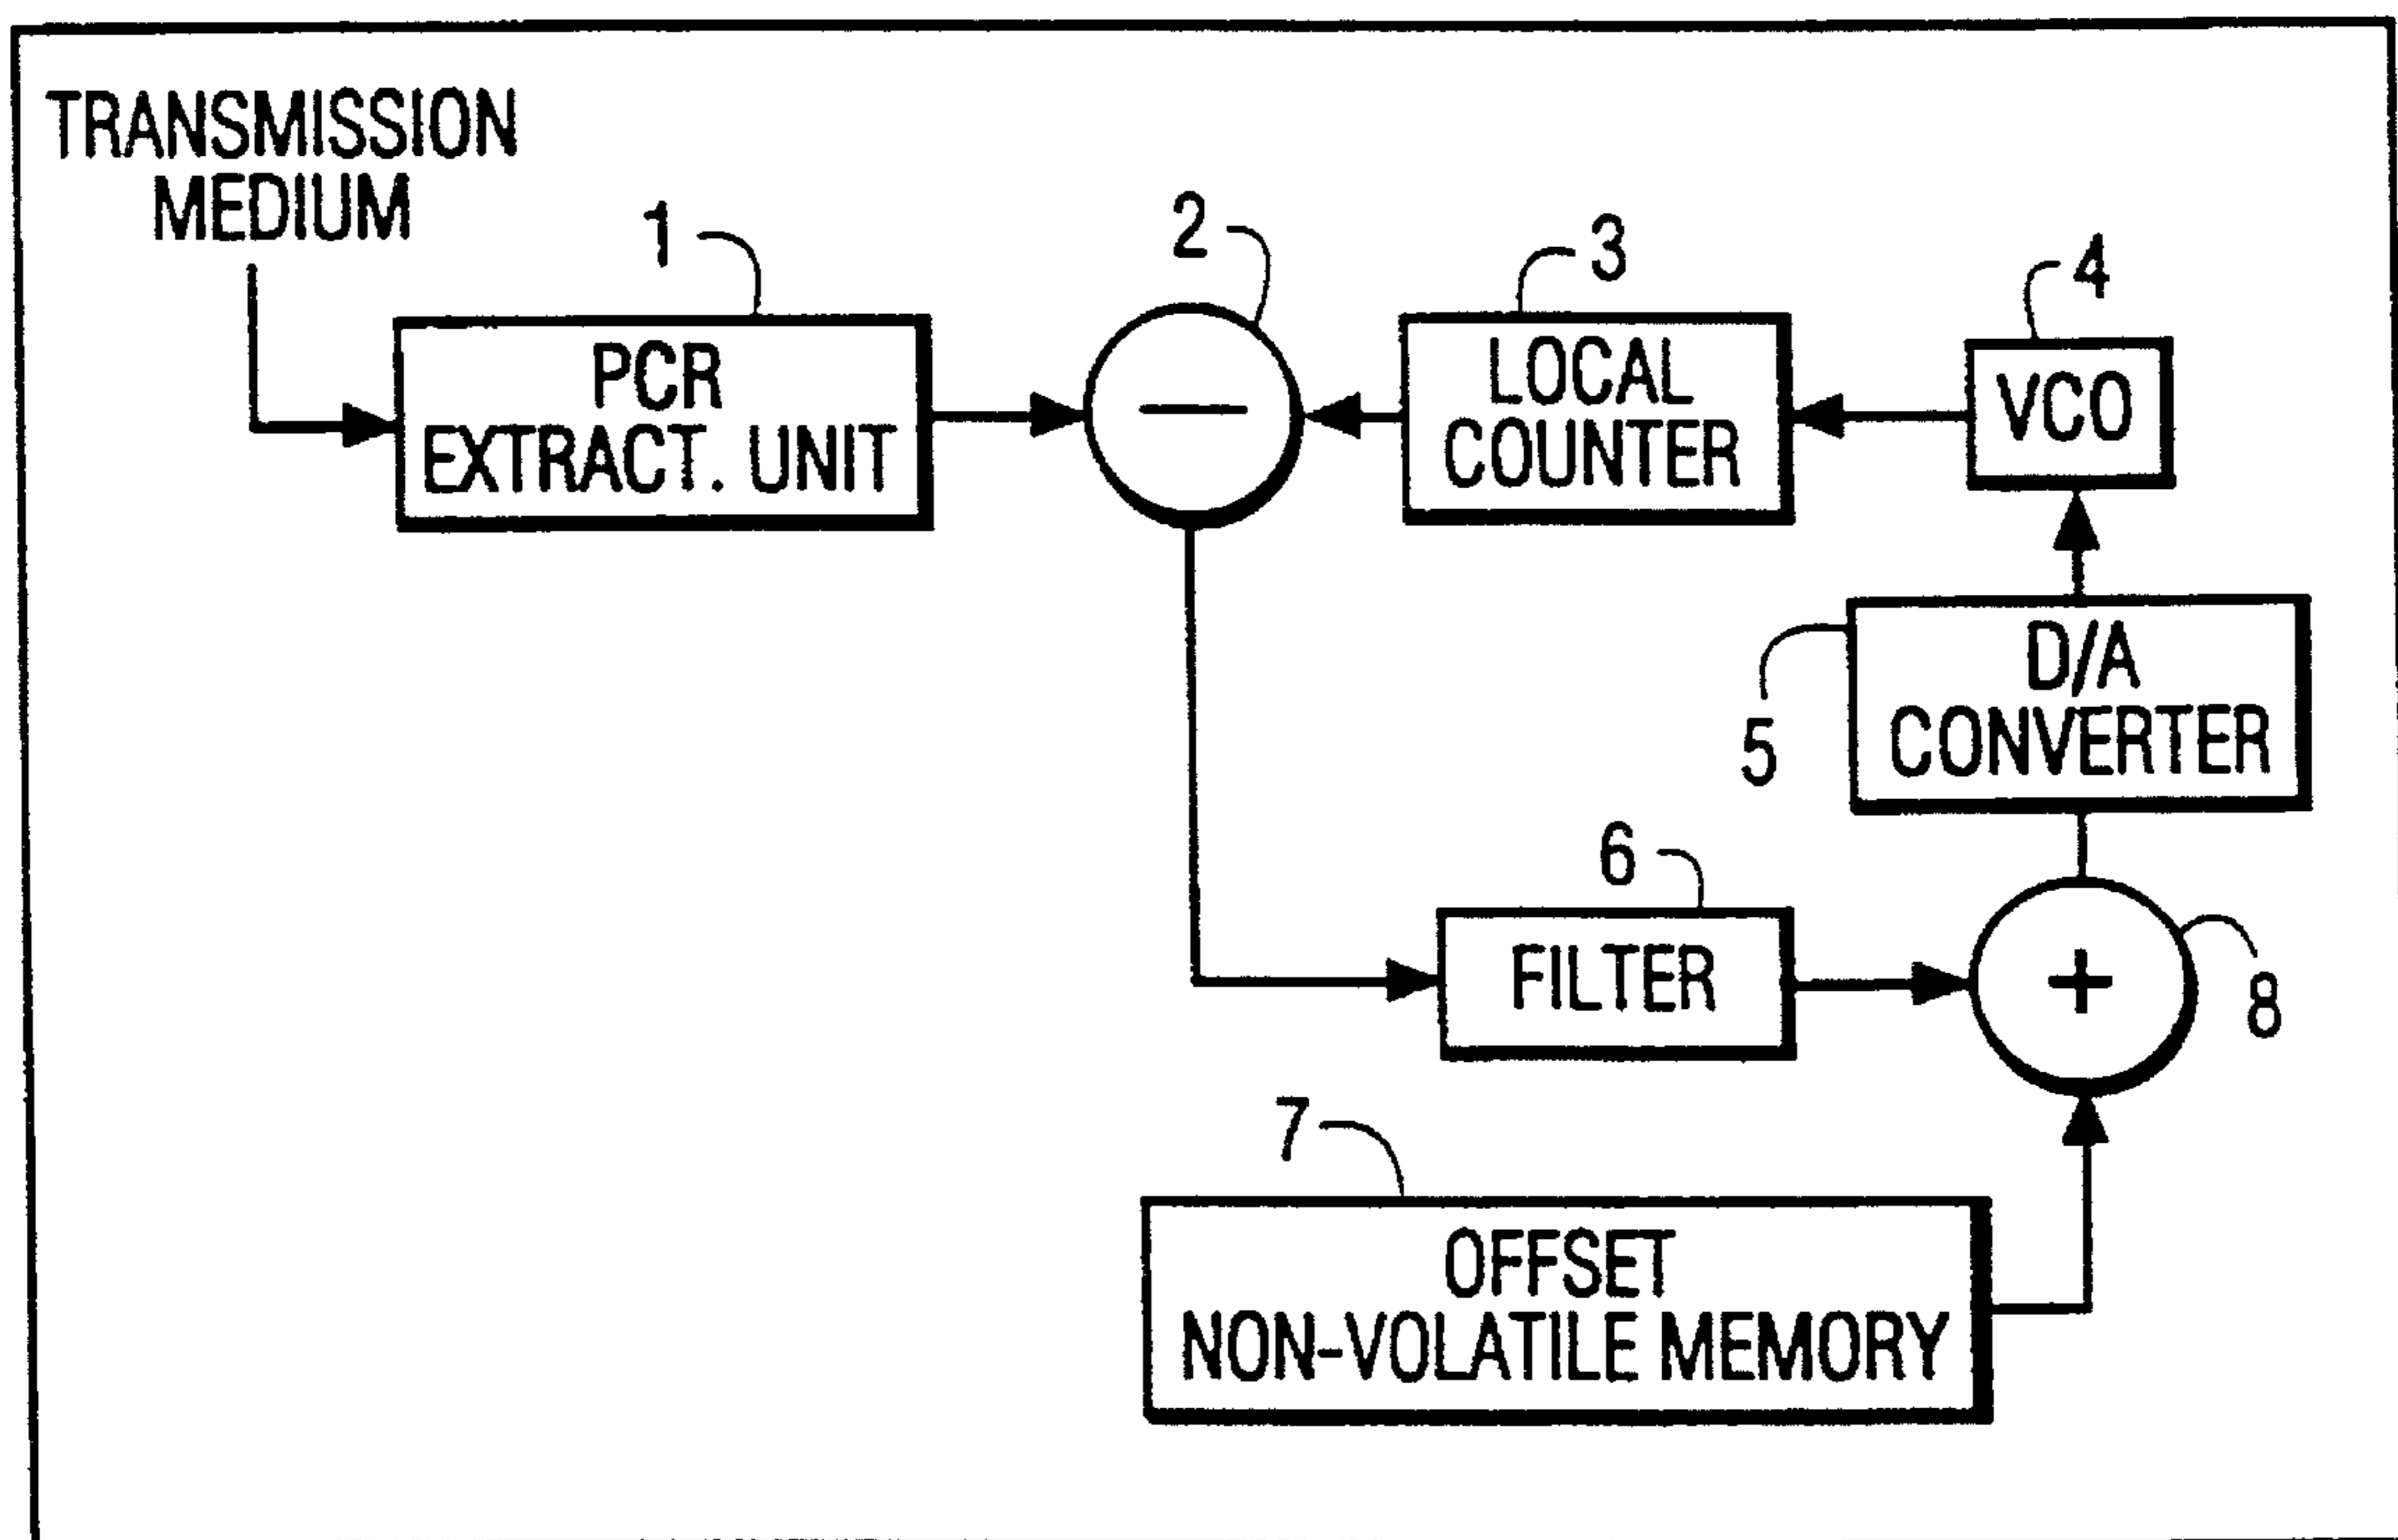 TRANSMISSION
MEDIUM
1
2
3
4
PCR
EXTRACT. UNIT
−
LOCAL
COUNTER
VCO
5
D/A
CONVERTER
6
FILTER
+
8
7
OFFSET
NON-VOLATILE MEMORY